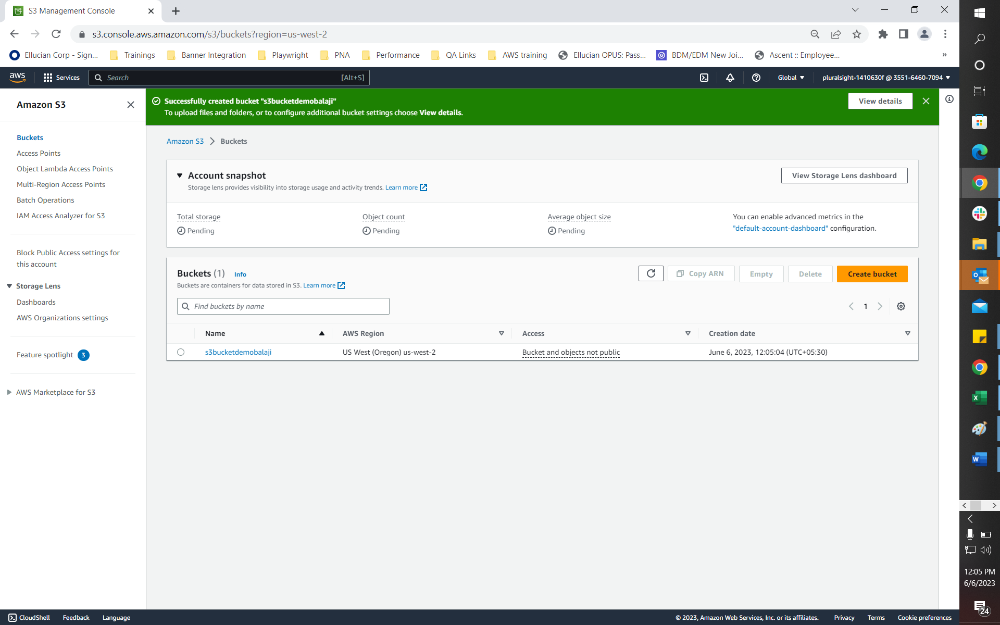 S3 Management Console
s3.console.aws.amazon.com/s3/buckets?region=us-west-2
Ellucian Corp - Sign...
Trainings
Banner Integration
Playwright
PNA
Performance
QA Links
AWS training
Ellucian OPUS: Pass...
BDM/EDM New Joi...
Ascent :: Employee...
»
aws
Services
Search
[Alt+S]
Global
pluralsight-1410630f @ 3551-6460-7094
Amazon S3
Buckets
Access Points
Object Lambda Access Points
Multi-Region Access Points
Batch Operations
IAM Access Analyzer for S3
Block Public Access settings for
this account
Storage Lens
Dashboards
AWS Organizations settings
Feature spotlight 3
AWS Marketplace for S3
Successfully created bucket "s3bucketdemobalaji"
To upload files and folders, or to configure additional bucket settings choose View details.
View details
Amazon S3
Buckets
Account snapshot
Storage lens provides visibility into storage usage and activity trends. Learn more
View Storage Lens dashboard
Total storage
Pending
Object count
Pending
Average object size
Pending
You can enable advanced metrics in the
"default-account-dashboard" configuration.
Buckets (1) Info
Buckets are containers for data stored in S3. Learn more
Copy ARN
Empty
Delete
Create bucket
Find buckets by name
1
Name
AWS Region
Access
Creation date
s3bucketdemobalaji
US West (Oregon) us-west-2
Bucket and objects not public
June 6, 2023, 12:05:04 (UTC+05:30)
12:05 PM
6/6/2023
24
CloudShell
Feedback
Language
© 2023, Amazon Web Services, Inc. or its affiliates.
Privacy
Terms
Cookie preferences